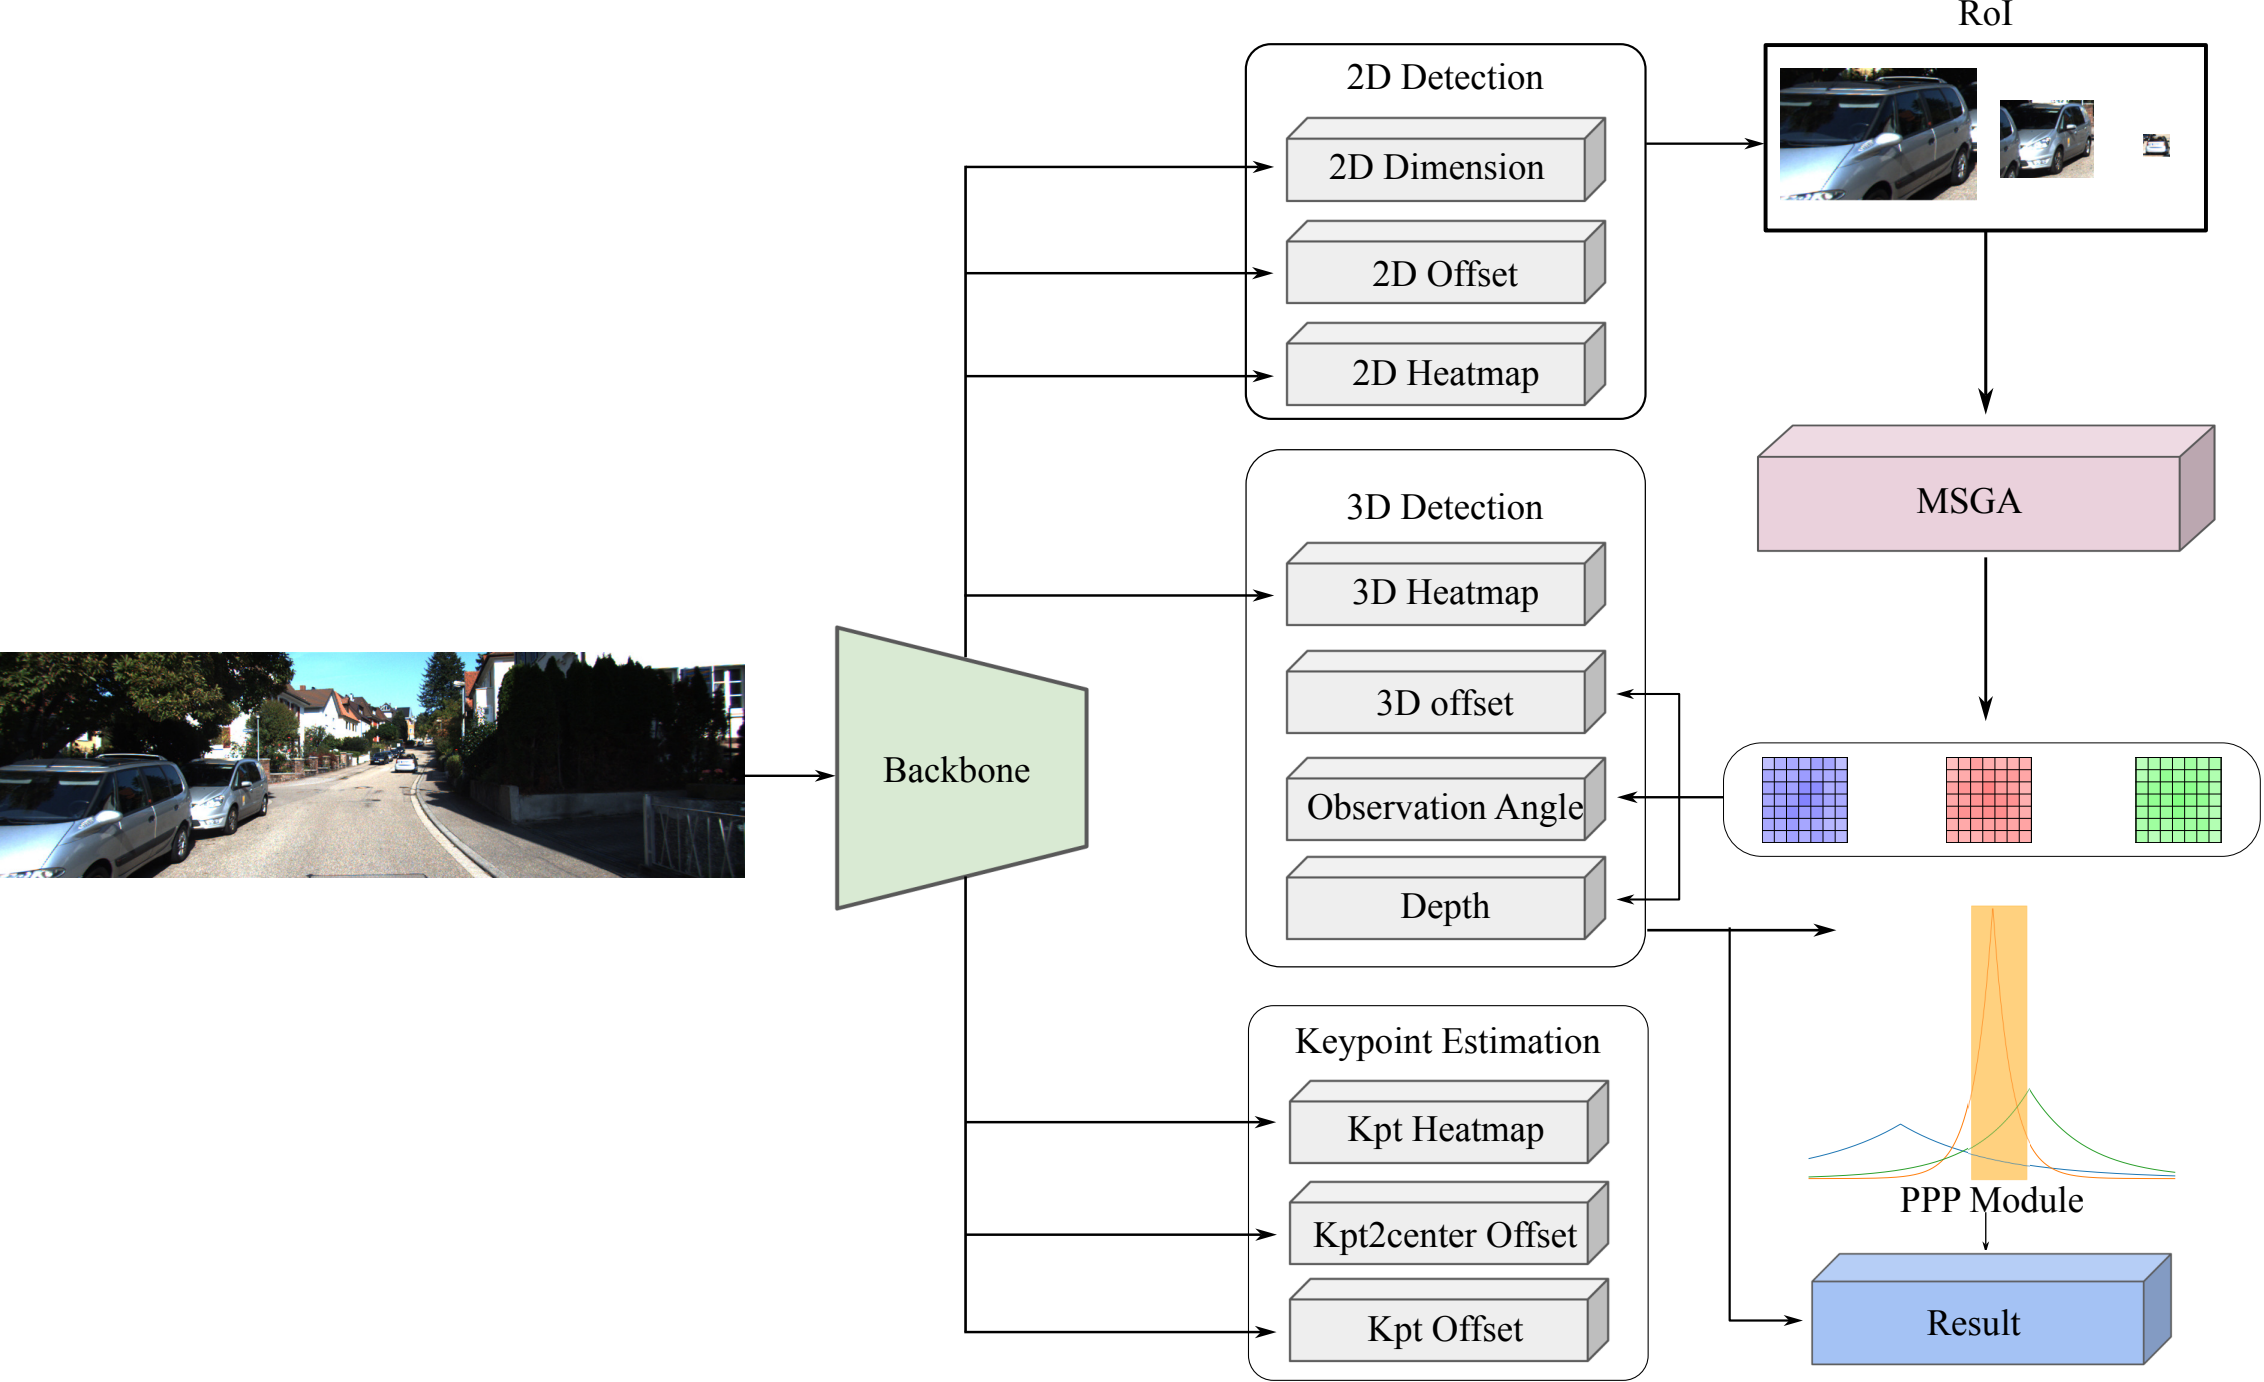 RoI
2D Detection
2D Dimension
2D Offset
2D Heatmap
3D Detection
3D Heatmap
3D offset
Observation Angle
Depth
Keypoint Estimation
Kpt Heatmap
Kpt2center Offset
Kpt Offset
Backbone
MSGA
PPP Module
Result